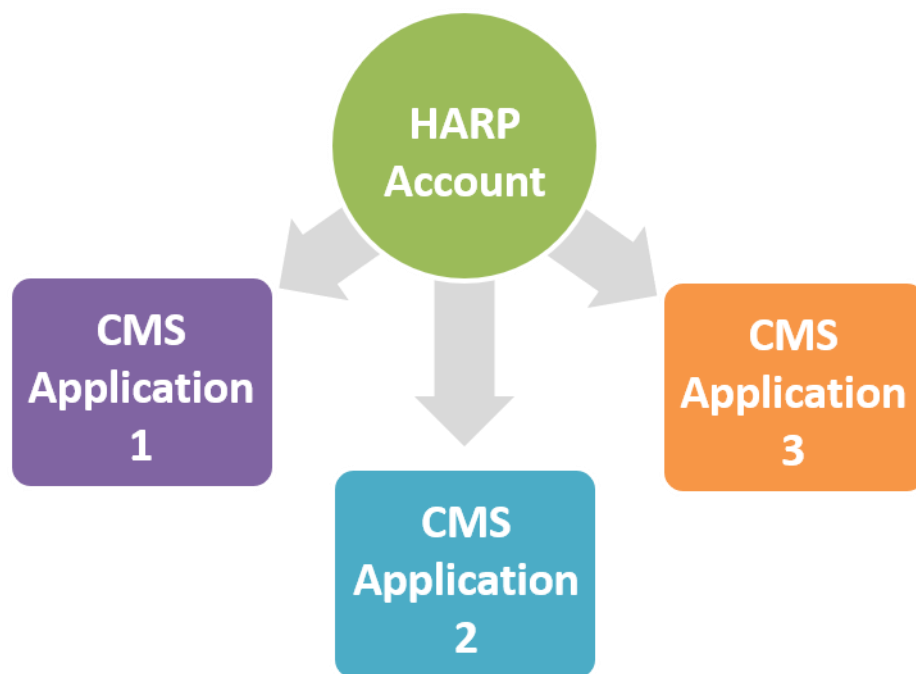 HARP
Account
CMS
Application
1
CMS
Application
2
CMS
Application
3